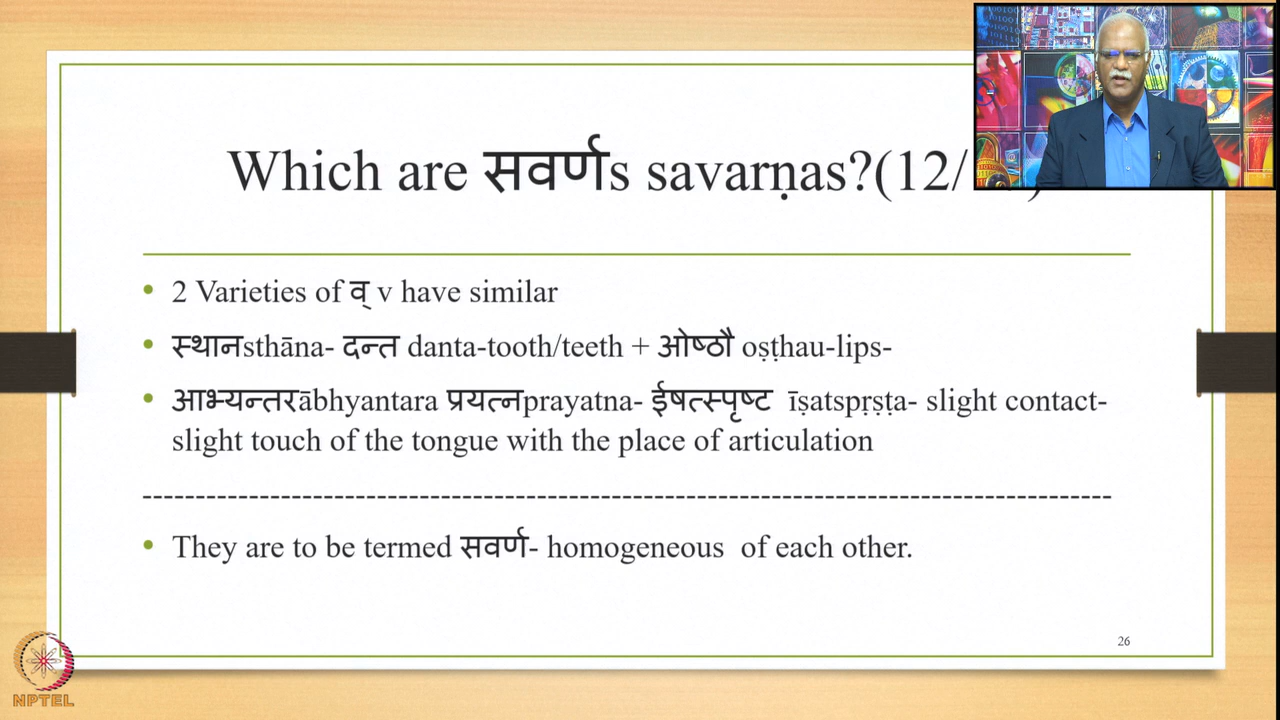 Which are सवर्णs savarṇas?(12/
2 Varieties of व् v have similar
स्थानsthāna- दन्त danta-tooth/teeth + ओष्ठौ oṣṭhau-lips-
आभ्यन्तरābhyantara प्रयत्नprayatna- ईषत्स्पृष्ट īṣatspṛṣṭa- slight contact-
slight touch of the tongue with the place of articulation
They are to be termed सवर्ण- homogeneous of each other.
26
NPTEL